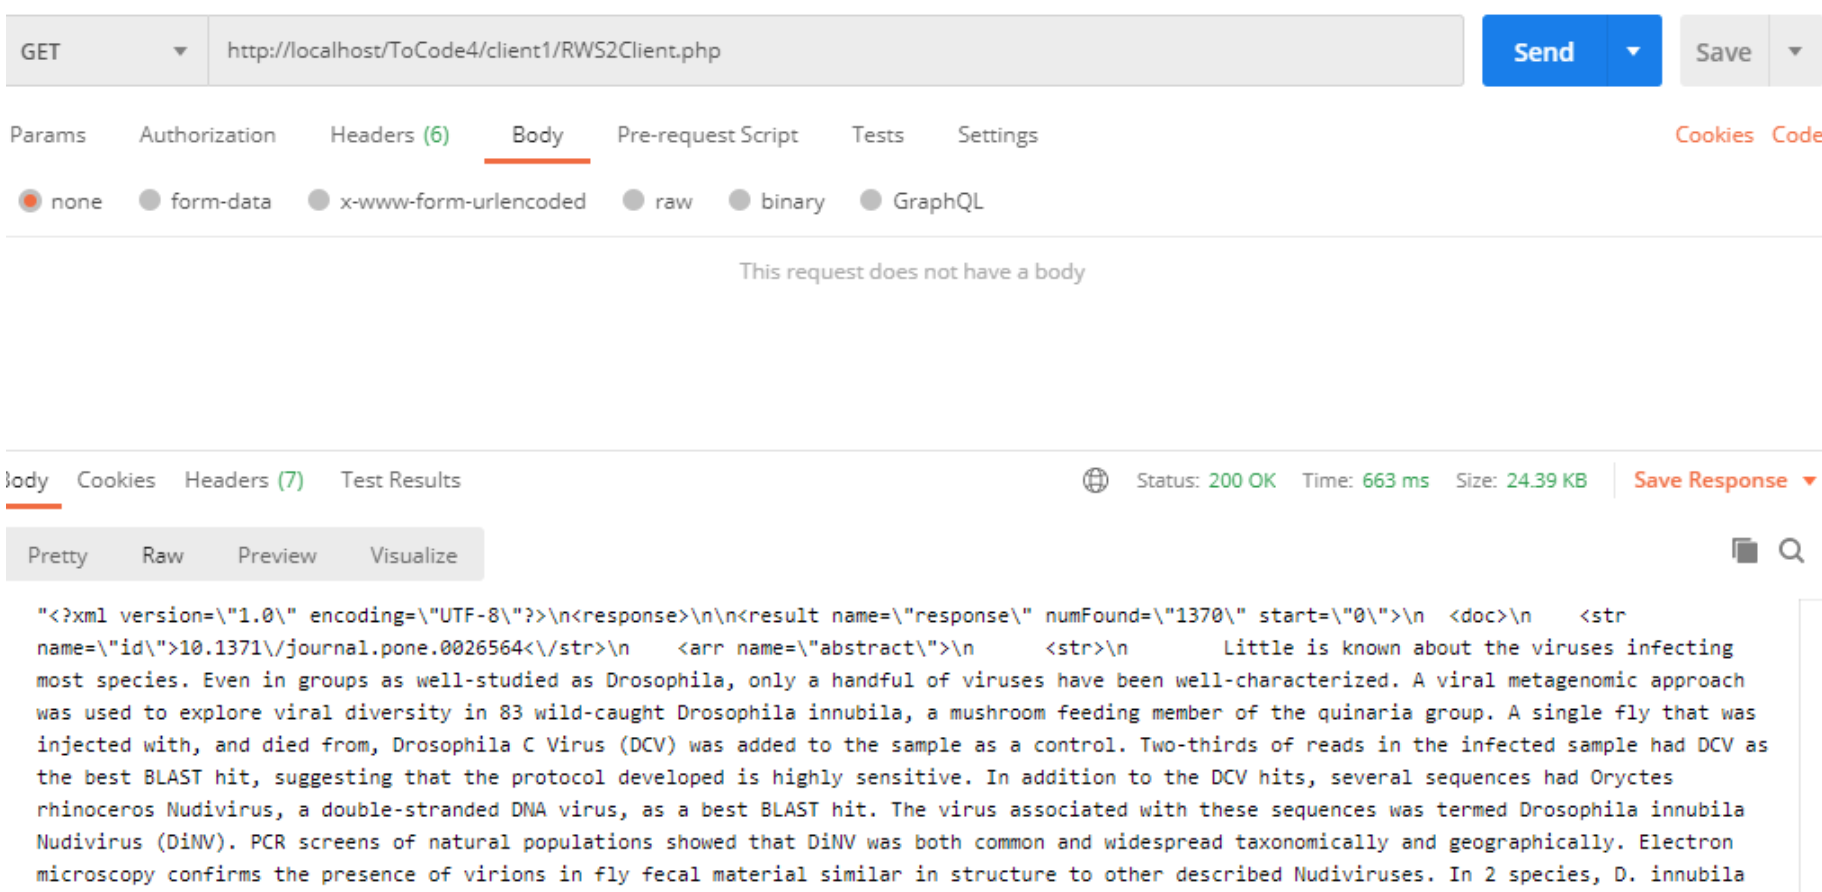 GET http://localhost/ToCode4/client1/RWS2Client.php Send Save
Params Authorization Headers (6) Body Pre-request Script Tests Settings Cookies Code
none form-data x-www-form-urlencoded raw binary GraphQL
This request does not have a body
Body Cookies Headers (7) Test Results Status: 200 OK Time: 663 ms Size: 24.39 KB Save Response
Pretty Raw Preview Visualize
"<?xml version=\"1.0\" encoding=\"UTF-8\"?>\n<response>\n\n<result name=\"response\" numFound=\"1370\" start=\"0\">\n  <doc>\n    <str
name=\"id\">10.1371\/journal.pone.0026564<\/str>\n    <arr name=\"abstract\">\n      <str>\n        Little is known about the viruses infecting
most species. Even in groups as well-studied as Drosophila, only a handful of viruses have been well-characterized. A viral metagenomic approach
was used to explore viral diversity in 83 wild-caught Drosophila innubila, a mushroom feeding member of the quinaria group. A single fly that was
injected with, and died from, Drosophila C Virus (DCV) was added to the sample as a control. Two-thirds of reads in the infected sample had DCV as
the best BLAST hit, suggesting that the protocol developed is highly sensitive. In addition to the DCV hits, several sequences had Oryctes
rhinoceros Nudivirus, a double-stranded DNA virus, as a best BLAST hit. The virus associated with these sequences was termed Drosophila innubila
Nudivirus (DiNV). PCR screens of natural populations showed that DiNV was both common and widespread taxonomically and geographically. Electron
microscopy confirms the presence of virions in fly fecal material similar in structure to other described Nudiviruses. In 2 species, D. innubila